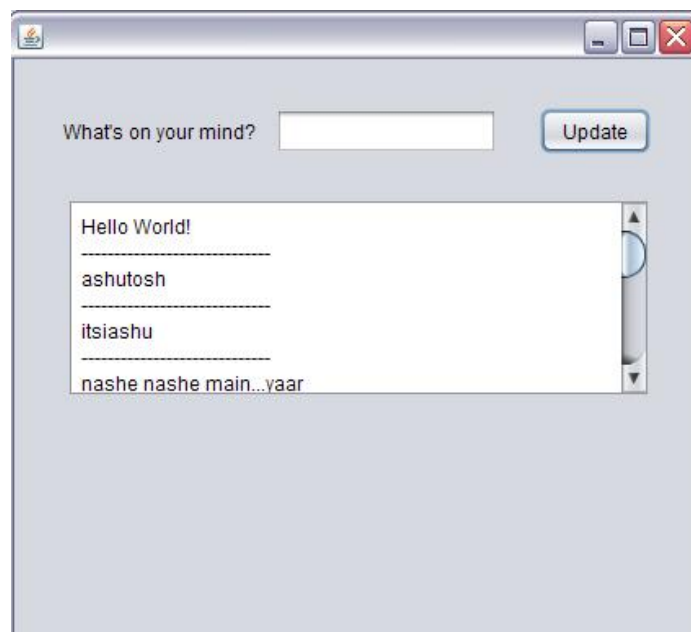 What's on your mind?
Update
Hello World!
-----------------------------
ashutosh
-----------------------------
itsiashu
-----------------------------
nashe nashe main...yaar